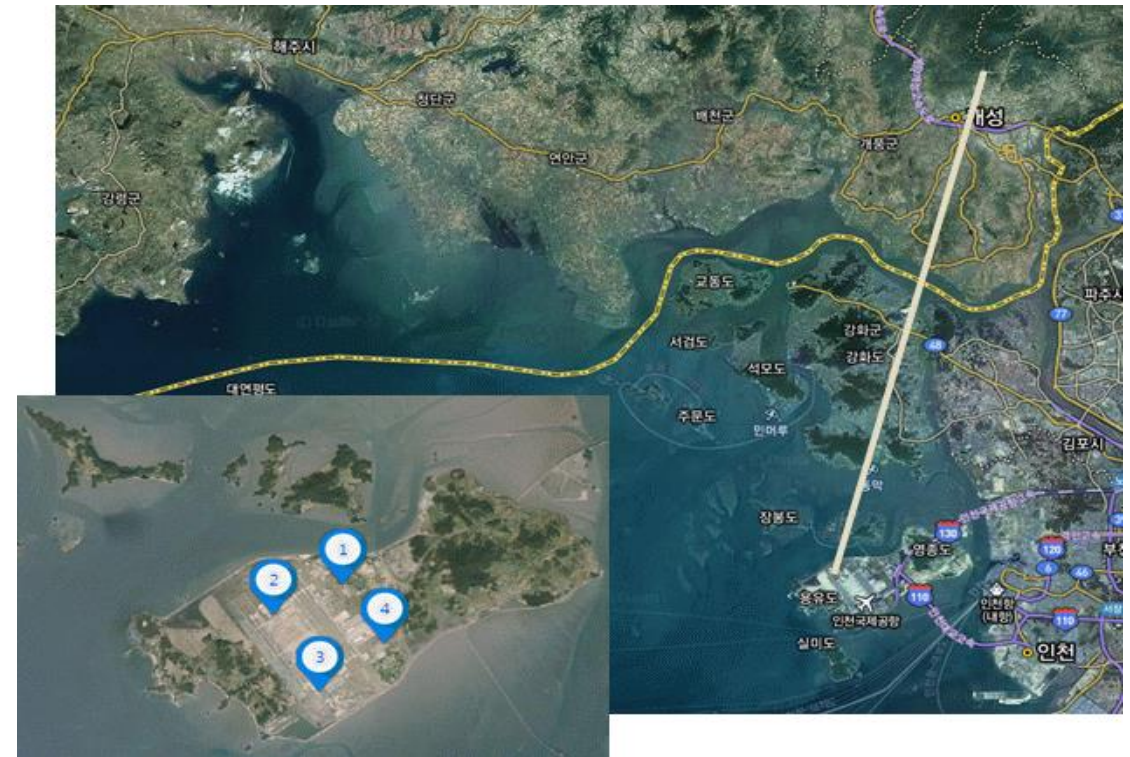 해주시
청단군
배천군
개성
개풍군
연안군
강령군
교동도
파주시
77
강화군
48
강화도
서검도
석모도
대연평도
주문도
민머루
김포시
장봉도
130
영종도
120
6
46
용유도
110
인천항
(내항)
인천국제공항
110
실미도
인천
1
2
4
3